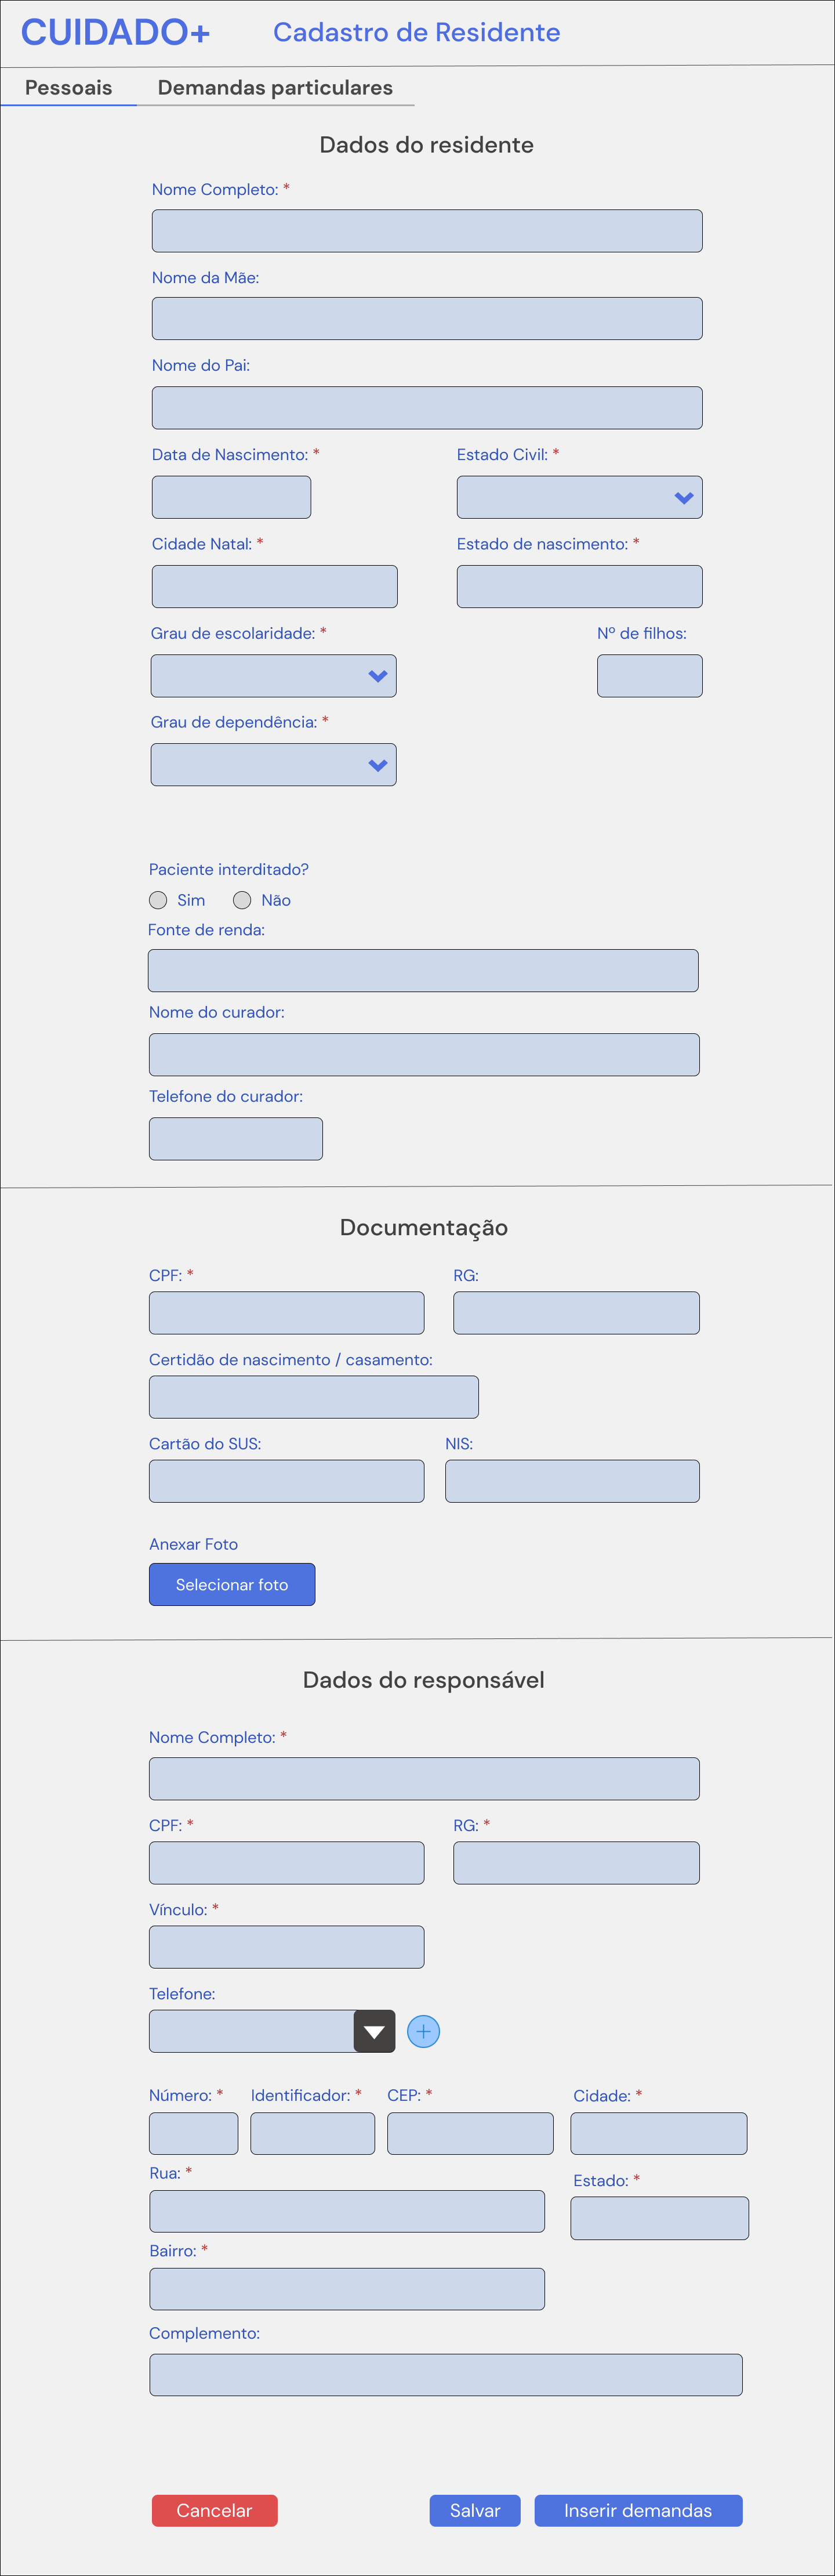 CUIDADO+ Cadastro de Residente
Pessoais Demandas particulares
Dados do residente
Nome Completo: *
Nome da Mãe:
Nome do Pai:
Data de Nascimento: * Estado Civil: *
Cidade Natal: * Estado de nascimento: *
Grau de escolaridade: * Nº de filhos:
Grau de dependência: *
Paciente interditado?
Sim Não
Fonte de renda:
Nome do curador:
Telefone do curador:
Documentação
CPF: * RG:
Certidão de nascimento / casamento:
Cartão do SUS: NIS:
Anexar Foto
Selecionar foto
Dados do responsável
Nome Completo: *
CPF: * RG: *
Vínculo: *
Telefone:
Número: * Identificador: * CEP: * Cidade: *
Rua: * Estado: *
Bairro: *
Complemento:
Cancelar Salvar Inserir demandas